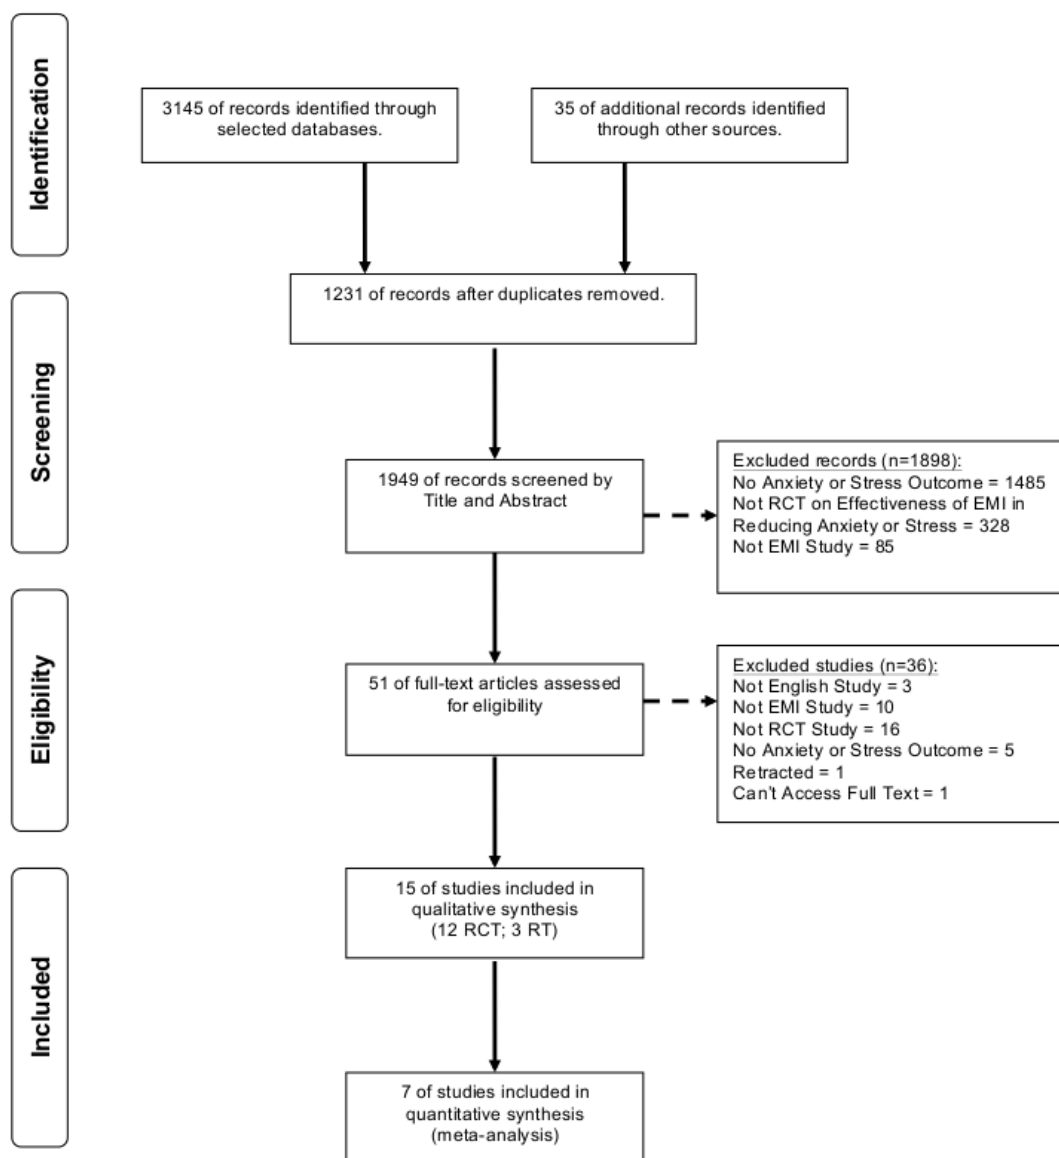 Identification
3145 of records identified through
selected databases.
35 of additional records identified
through other sources.
Screening
1231 of records after duplicates removed.
1949 of records screened by
Title and Abstract
Excluded records (n=1898):
No Anxiety or Stress Outcome = 1485
Not RCT on Effectiveness of EMI in
Reducing Anxiety or Stress = 328
Not EMI Study = 85
Eligibility
51 of full-text articles assessed
for eligibility
Excluded studies (n=36):
Not English Study = 3
Not EMI Study = 10
Not RCT Study = 16
No Anxiety or Stress Outcome = 5
Retracted = 1
Can't Access Full Text = 1
Included
15 of studies included in
qualitative synthesis
(12 RCT; 3 RT)
7 of studies included in
quantitative synthesis
(meta-analysis)